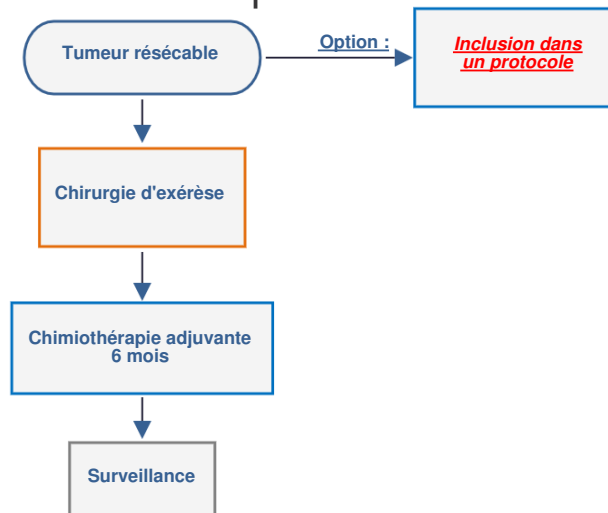 Tumeur résécable
Option :
Inclusion dans
un protocole
Chirurgie d'exérèse
Chimiothérapie adjuvante
6 mois
Surveillance